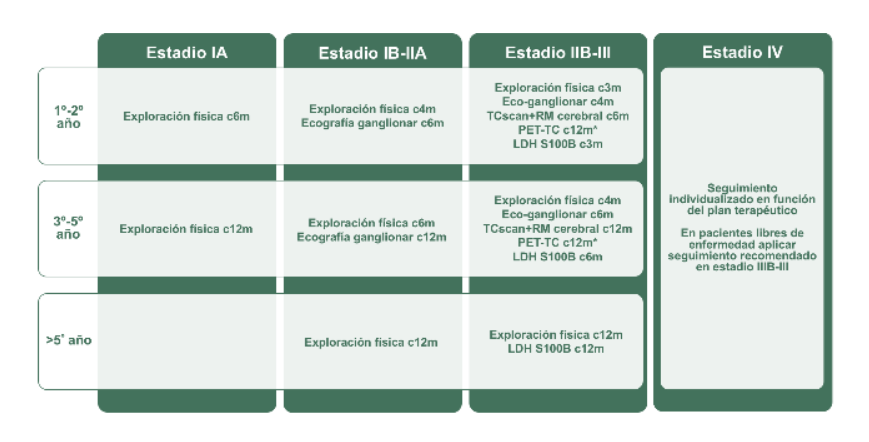 Estadio IA
Estadio IB-IIA
Estadio IIB-III
Estadio IV
1º-2º
año
Exploración física c6m
Exploración física c4m
Ecografía ganglionar c6m
Exploración física c3m
Eco-ganglionar c4m
TCscan+RM cerebral c6m
PET-TC c12m*
LDH S100B c3m
3º-5º
año
Exploración física c12m
Exploración física c6m
Ecografía ganglionar c12m
Exploración física c4m
Eco-ganglionar c6m
TCscan+RM cerebral c12m
PET-TC c12m*
LDH S100B c6m
>5º año
Exploración física c12m
Exploración física c12m
LDH S100B c12m
Seguimiento
individualizado en función
del plan terapéutico
En pacientes libres de
enfermedad aplicar
seguimiento recomendado
en estadio IIIB-III